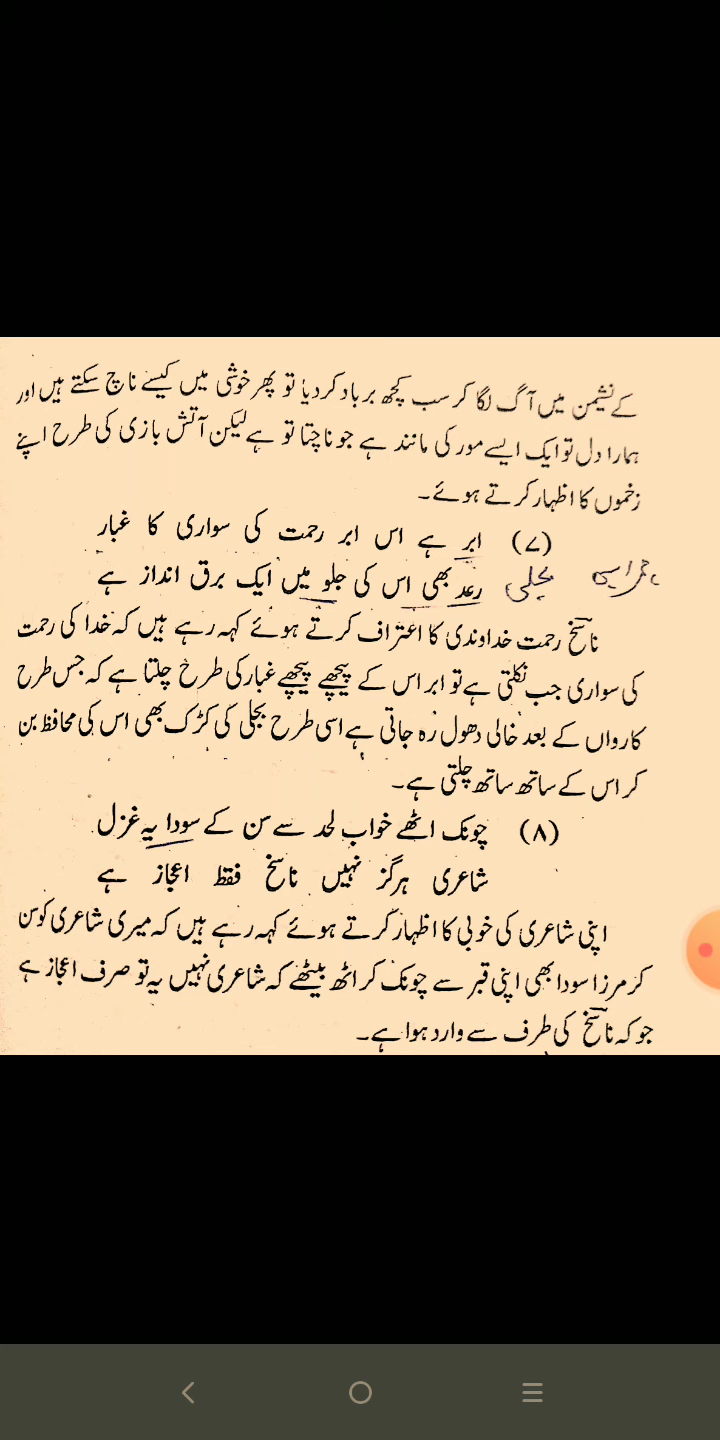 کے نشیمن میں آگ لگا کر سب کچھ برباد کر دیا تو پھر خوشی میں کیسے ناچ سکتے ہیں اور
ہمارا دل تو ایک ایسے مور کی مانند ہے جو ناچتا تو ہے لیکن آتش بازی کی طرح اپنے
زخموں کا اظہار کرتے ہوئے۔
(۷) ابر ہے اس ابر رحمت کی سواری کا غبار
رعد بھی اس کی جلو میں ایک برق انداز ہے
بجلی
ناسخ رحمت خداوندی کا اعتراف کرتے ہوئے کہہ رہے ہیں کہ خدا کی رحمت
کی سواری جب نکلتی ہے تو ابر اس کے پیچھے پیچھے غبار کی طرح چلتا ہے کہ جس طرح
کارواں کے بعد خالی دھول رہ جاتی ہے اسی طرح بجلی کی کڑک بھی اس کی محافظ بن
کر اس کے ساتھ ساتھ چلتی ہے۔
(۸) چونک اٹھے خواب لحد سے سن کے سودا یہ غزل
شاعری ہرگز نہیں ناسخ فقط اعجاز ہے
اپنی شاعری کی خوبی کا اظہار کرتے ہوئے کہہ رہے ہیں کہ میری شاعری کو سن
کر مرزا سودا بھی اپنی قبر سے چونک کر اٹھ بیٹھے کہ شاعری نہیں یہ تو صرف اعجاز ہے
جو کہ ناسخ کی طرف سے وارد ہوا ہے۔